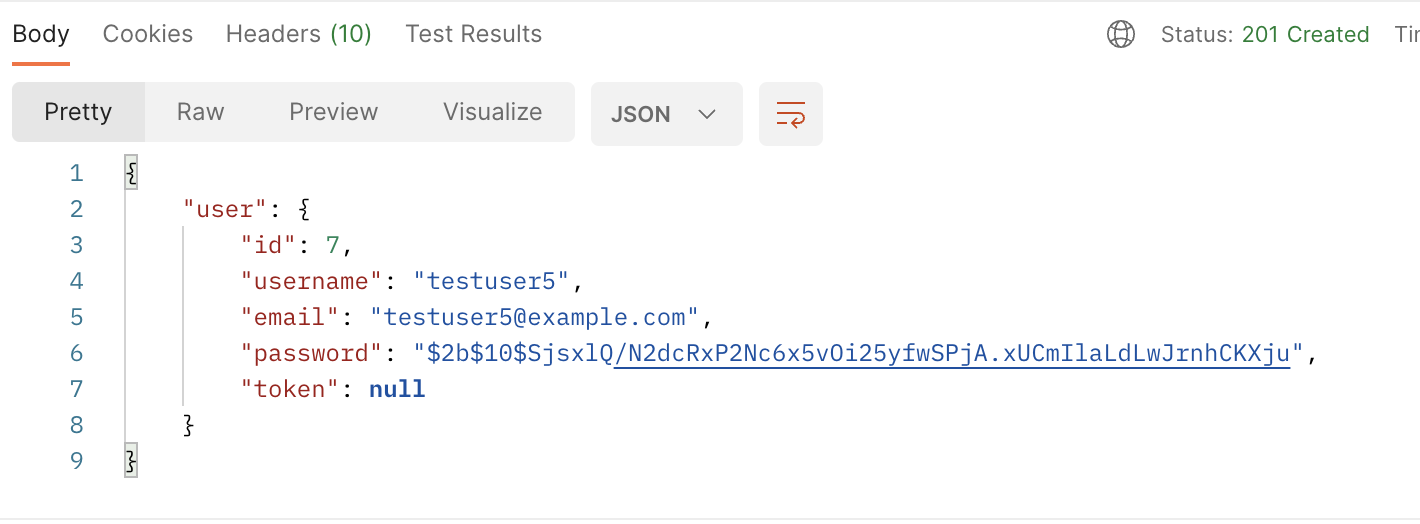 Body Cookies Headers (10) Test Results Status: 201 Created
Pretty Raw Preview Visualize JSON
1 {
2 "user": {
3 "id": 7,
4 "username": "testuser5",
5 "email": "testuser5@example.com",
6 "password": "$2b$10$SjsxlQ/N2dcRxP2Nc6x5vOi25yfwSPjA.xUCmIlaLdLwJrnhCKXju",
7 "token": null
8 }
9 }